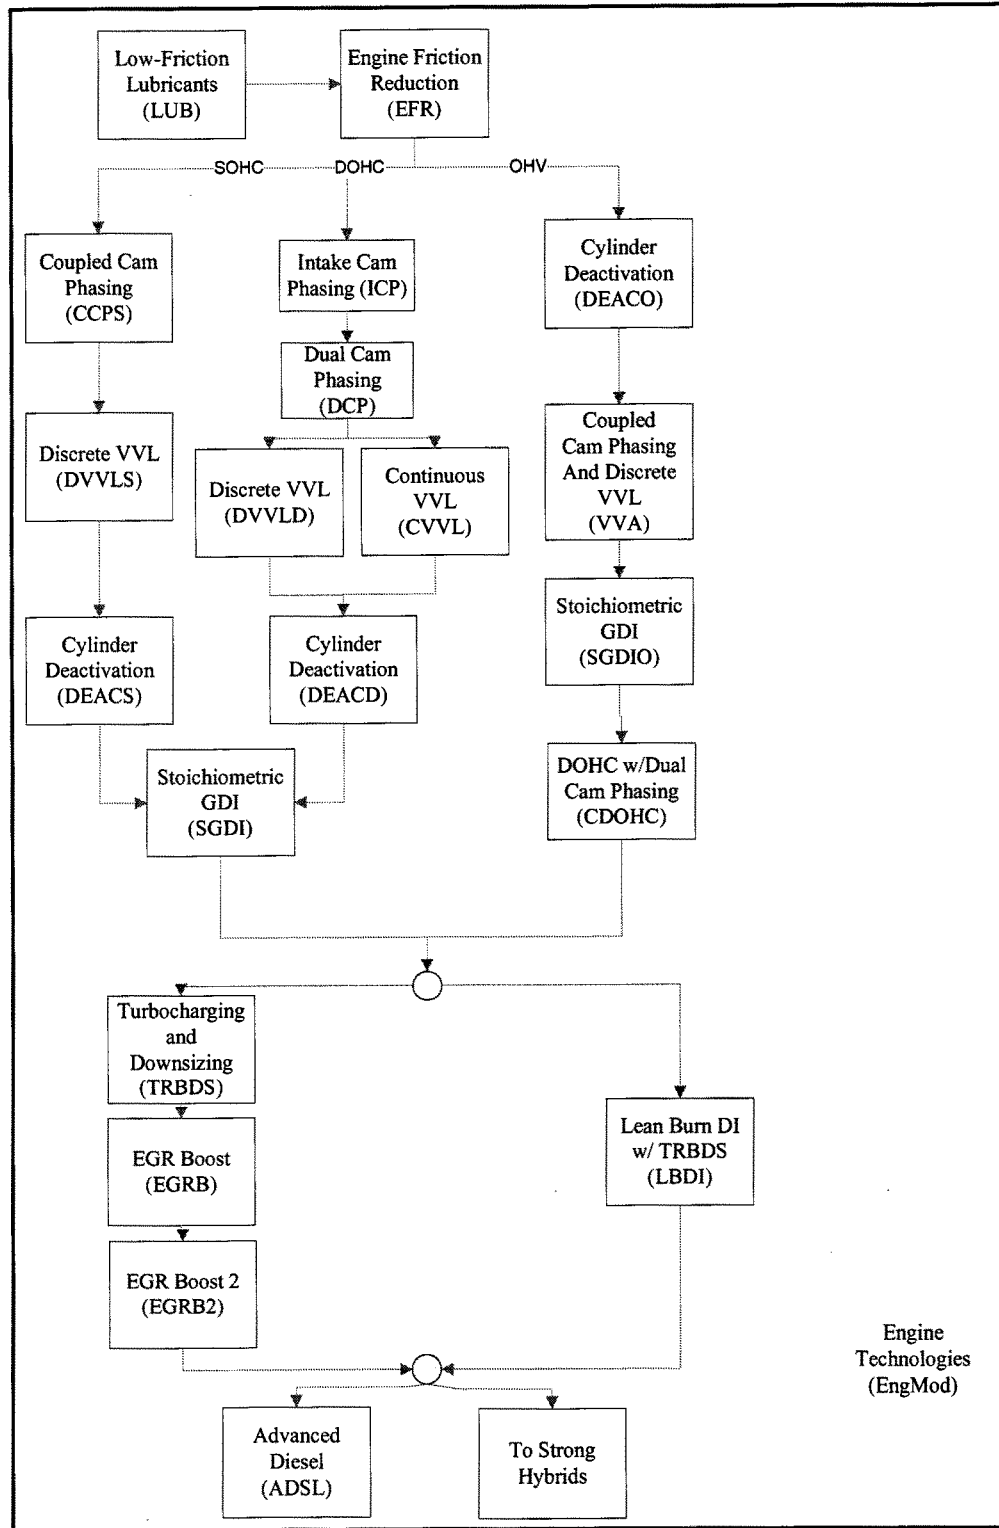 Low-Friction
Lubricants
(LUB)
Engine Friction
Reduction
(EFR)
SOHC
DOHC
OHV
Coupled Cam
Phasing
(CCPS)
Intake Cam
Phasing (ICP)
Cylinder
Deactivation
(DEACO)
Dual Cam
Phasing
(DCP)
Discrete VVL
(DVVLS)
Discrete VVL
(DVVLD)
Continuous
VVL
(CVVL)
Coupled
Cam Phasing
And Discrete
VVL
(VVA)
Stoichiometric
GDI
(SGDIO)
Cylinder
Deactivation
(DEACS)
Cylinder
Deactivation
(DEACD)
Stoichiometric
GDI
(SGDI)
DOHC w/Dual
Cam Phasing
(CDOHC)
Turbocharging
and
Downsizing
(TRBDS)
EGR Boost
(EGRB)
Lean Burn DI
w/ TRBDS
(LBDI)
EGR Boost 2
(EGRB2)
Engine
Technologies
(EngMod)
Advanced
Diesel
(ADSL)
To Strong
Hybrids